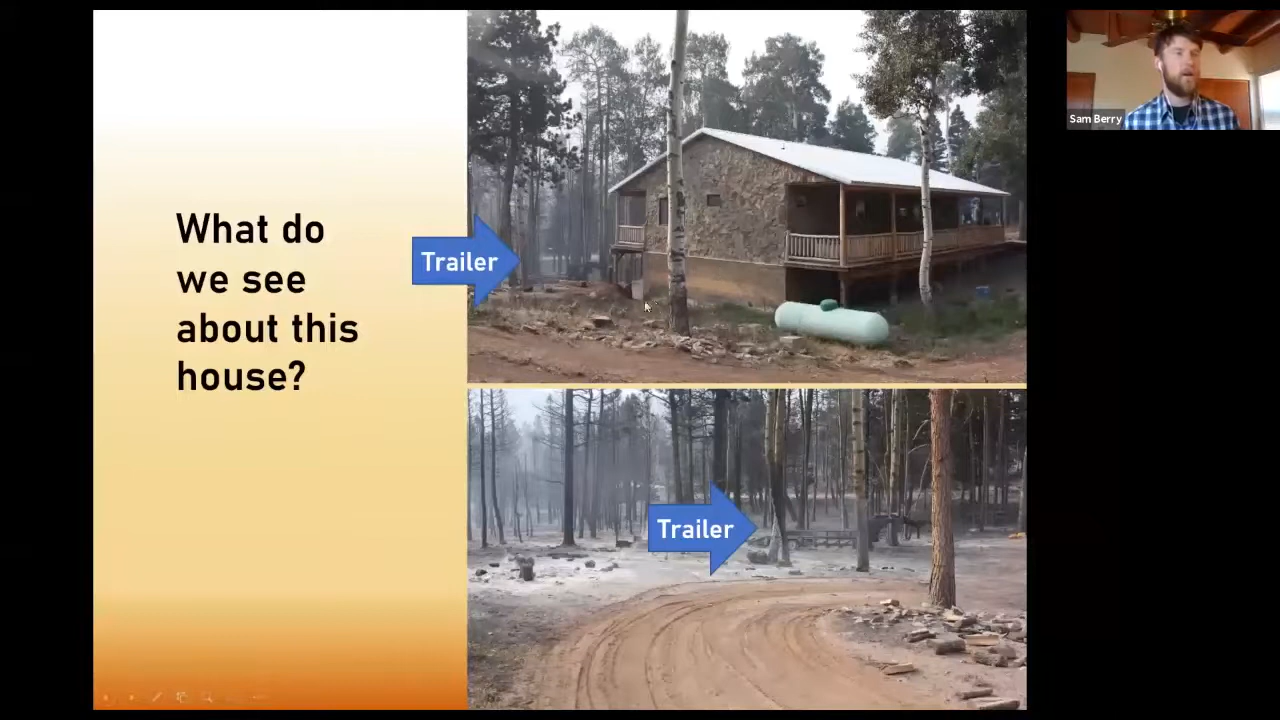 What do
we see
about this
house?
Trailer
Trailer
Sam Berry